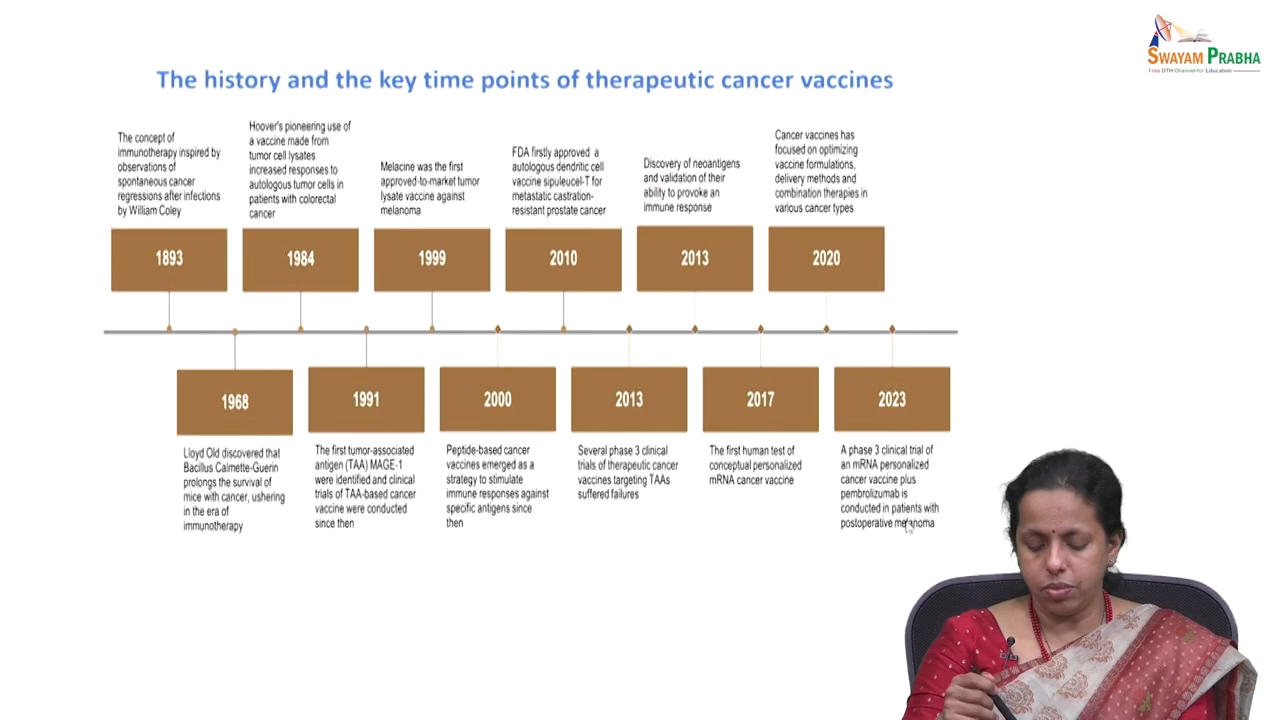 SWAYAM PRABHA
Free DTH Channel for Education
The history and the key time points of therapeutic cancer vaccines
The concept of
immunotherapy inspired by
observations of
spontaneous cancer
regressions after infections
by William Coley
1893
Hoover's pioneering use of
a vaccine made from
tumor cell lysates
increased responses to
autologous tumor cells in
patients with colorectal
cancer
1984
Melacine was the first
approved-to-market tumor
lysate vaccine against
melanoma
1999
FDA firstly approved a
autologous dendritic cell
vaccine sipuleucel-T for
metastatic castration-
resistant prostate cancer
2010
Discovery of neoantigens
and validation of their
ability to provoke an
immune response
2013
Cancer vaccines has
focused on optimizing
vaccine formulations,
delivery methods and
combination therapies in
various cancer types
2020
1968
Lloyd Old discovered that
Bacillus Calmette-Guerin
prolongs the survival of
mice with cancer, ushering
in the era of
immunotherapy
1991
The first tumor-associated
antigen (TAA) MAGE-1
were identified and clinical
trials of TAA-based cancer
vaccine were conducted
since then
2000
Peptide-based cancer
vaccines emerged as a
strategy to stimulate
immune responses against
specific antigens since
then
2013
Several phase 3 clinical
trials of therapeutic cancer
vaccines targeting TAAs
suffered failures
2017
The first human test of
conceptual personalized
mRNA cancer vaccine
2023
A phase 3 clinical trial of
an mRNA personalized
cancer vaccine plus
pembrolizumab is
conducted in patients with
postoperative melanoma